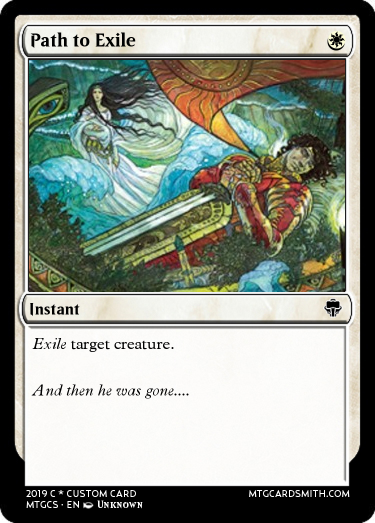 Path to Exile
Instant
Exile target creature.
And then he was gone....
2019 C * CUSTOM CARD
MTGCARDSMITH.COM
MTGCS · EN Unknown